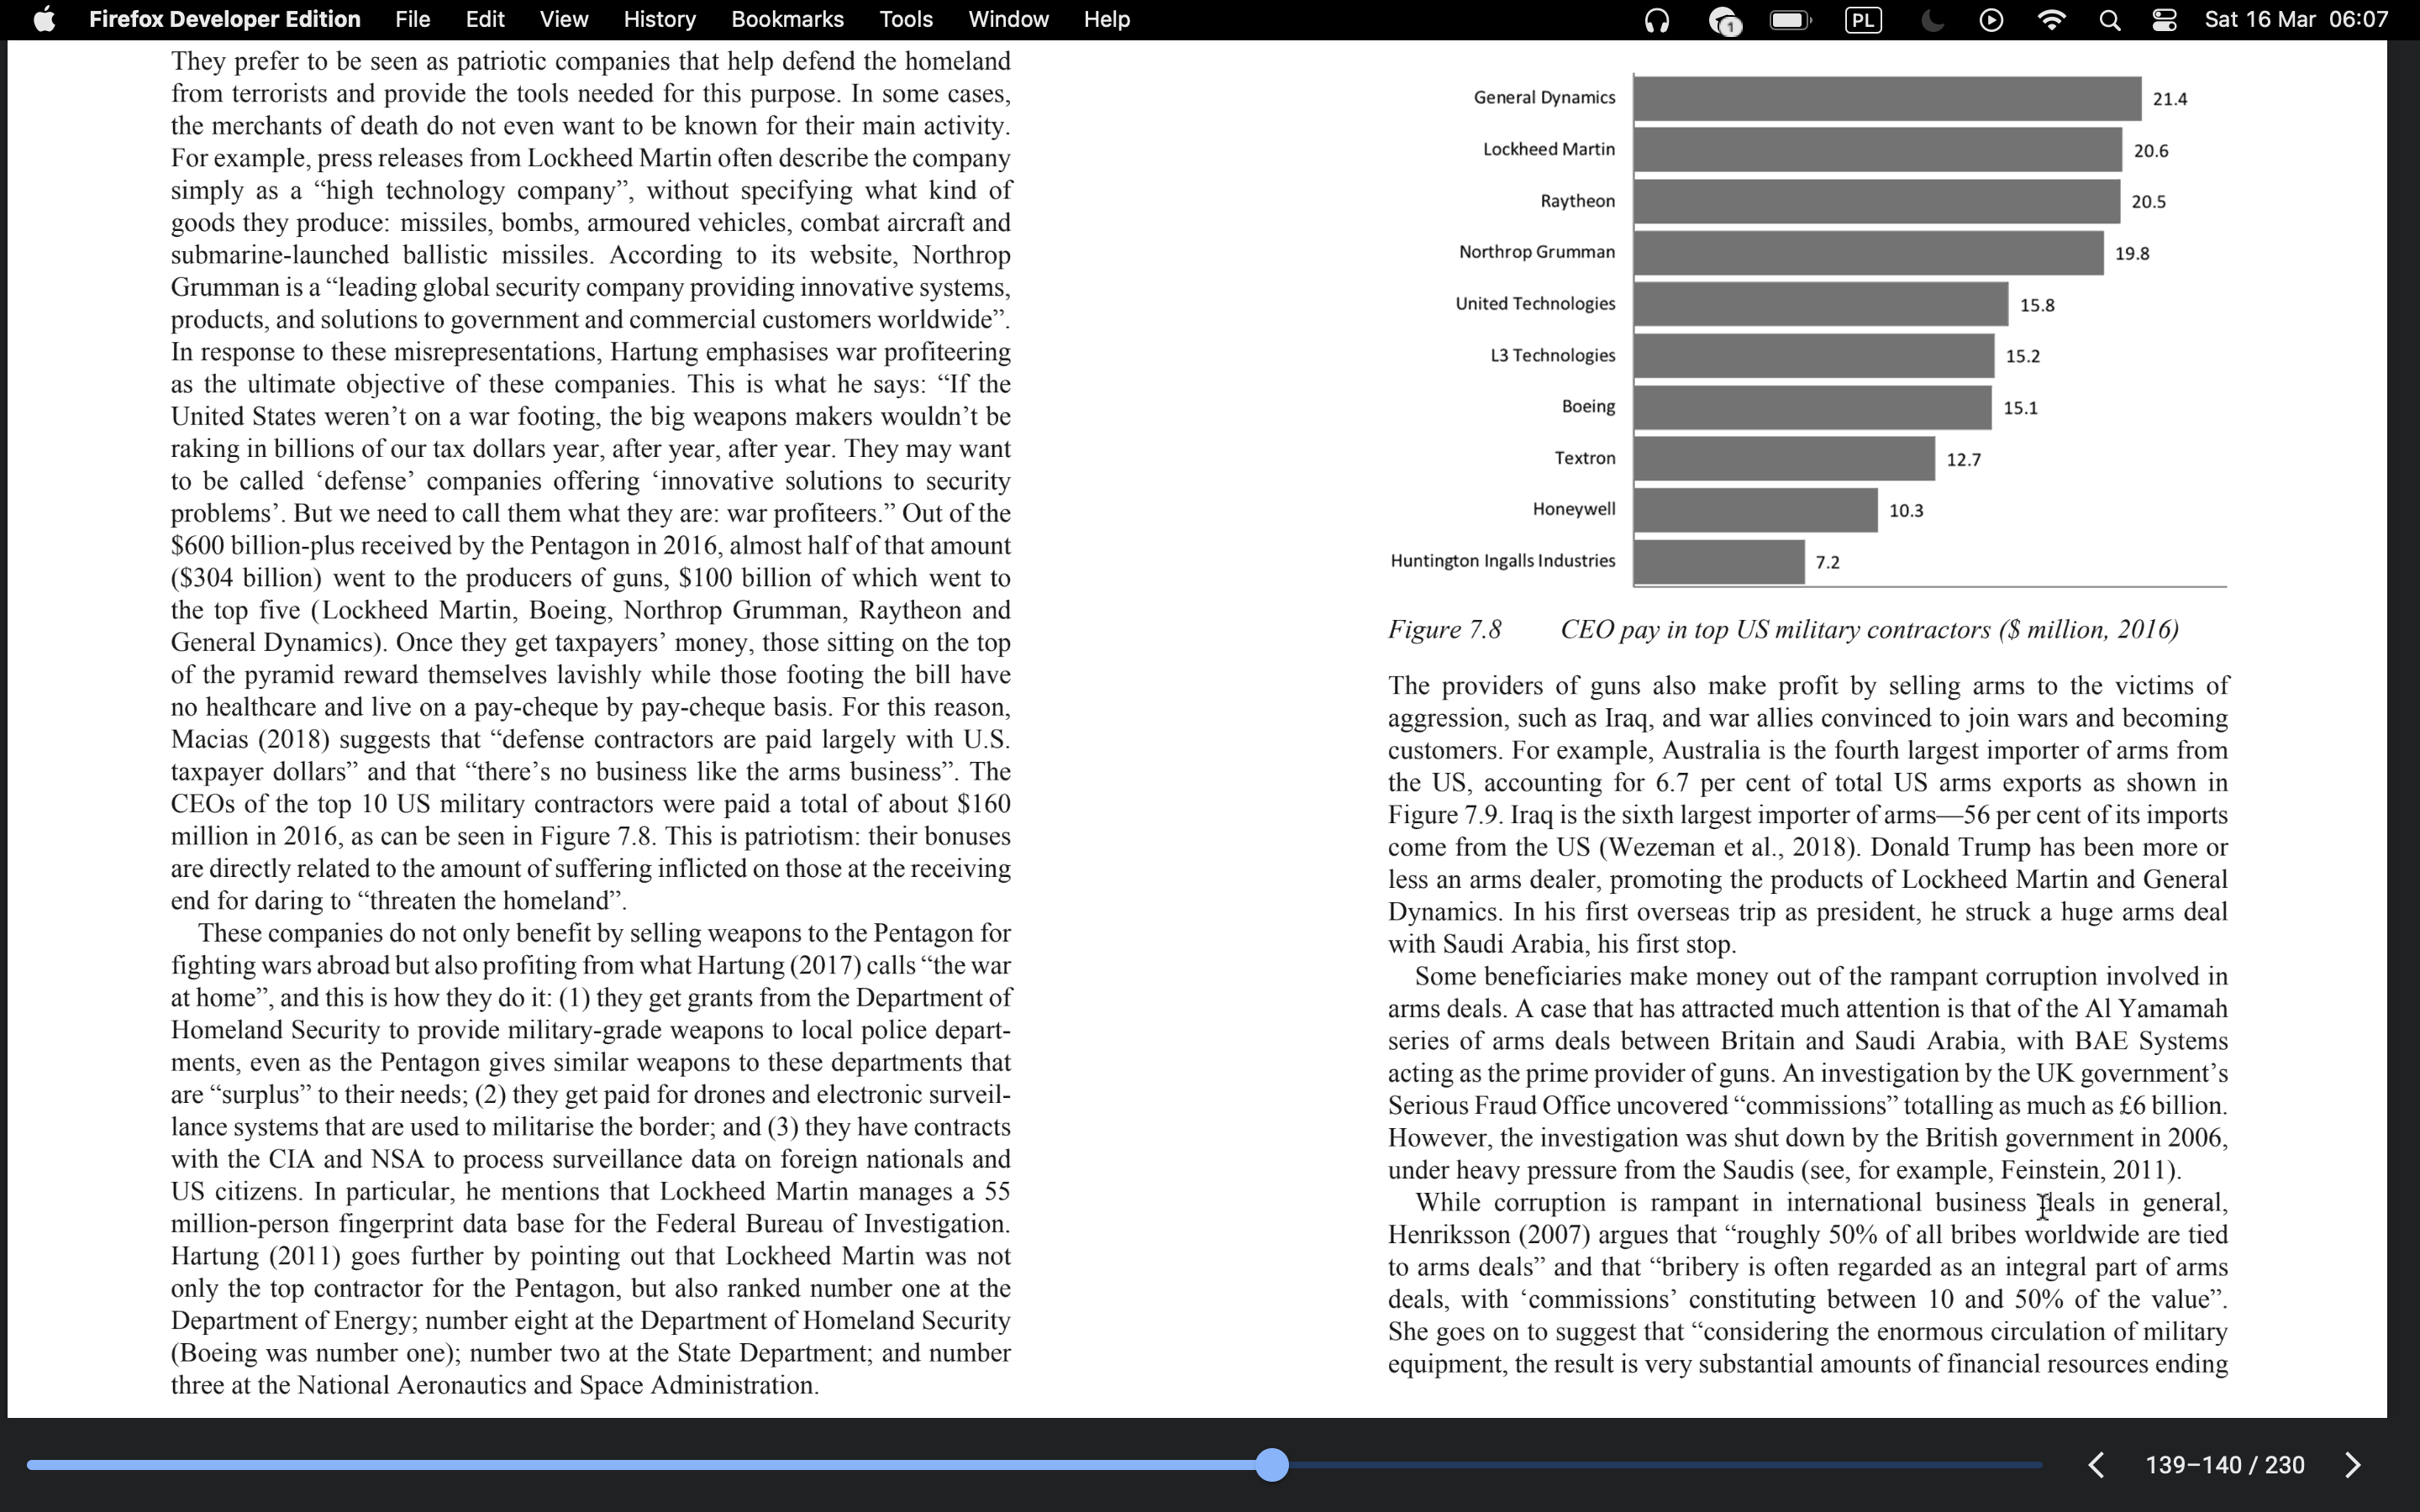 Firefox Developer Edition File Edit View History Bookmarks Tools Window Help 1 PL Sat 16 Mar 06:07
They prefer to be seen as patriotic companies that help defend the homeland
from terrorists and provide the tools needed for this purpose. In some cases,
the merchants of death do not even want to be known for their main activity.
For example, press releases from Lockheed Martin often describe the company
simply as a “high technology company”, without specifying what kind of
goods they produce: missiles, bombs, armoured vehicles, combat aircraft and
submarine-launched ballistic missiles. According to its website, Northrop
Grumman is a “leading global security company providing innovative systems,
products, and solutions to government and commercial customers worldwide”.
In response to these misrepresentations, Hartung emphasises war profiteering
as the ultimate objective of these companies. This is what he says: “If the
United States weren’t on a war footing, the big weapons makers wouldn’t be
raking in billions of our tax dollars year, after year, after year. They may want
to be called ‘defense’ companies offering ‘innovative solutions to security
problems’. But we need to call them what they are: war profiteers.” Out of the
$600 billion-plus received by the Pentagon in 2016, almost half of that amount
($304 billion) went to the producers of guns, $100 billion of which went to
the top five (Lockheed Martin, Boeing, Northrop Grumman, Raytheon and
General Dynamics). Once they get taxpayers’ money, those sitting on the top
of the pyramid reward themselves lavishly while those footing the bill have
no healthcare and live on a pay-cheque by pay-cheque basis. For this reason,
Macias (2018) suggests that “defense contractors are paid largely with U.S.
taxpayer dollars” and that “there’s no business like the arms business”. The
CEOs of the top 10 US military contractors were paid a total of about $160
million in 2016, as can be seen in Figure 7.8. This is patriotism: their bonuses
are directly related to the amount of suffering inflicted on those at the receiving
end for daring to “threaten the homeland”.
These companies do not only benefit by selling weapons to the Pentagon for
fighting wars abroad but also profiting from what Hartung (2017) calls “the war
at home”, and this is how they do it: (1) they get grants from the Department of
Homeland Security to provide military-grade weapons to local police depart-
ments, even as the Pentagon gives similar weapons to these departments that
are “surplus” to their needs; (2) they get paid for drones and electronic surveil-
lance systems that are used to militarise the border; and (3) they have contracts
with the CIA and NSA to process surveillance data on foreign nationals and
US citizens. In particular, he mentions that Lockheed Martin manages a 55
million-person fingerprint data base for the Federal Bureau of Investigation.
Hartung (2011) goes further by pointing out that Lockheed Martin was not
only the top contractor for the Pentagon, but also ranked number one at the
Department of Energy; number eight at the Department of Homeland Security
(Boeing was number one); number two at the State Department; and number
three at the National Aeronautics and Space Administration.
General Dynamics 21.4
Lockheed Martin 20.6
Raytheon 20.5
Northrop Grumman 19.8
United Technologies 15.8
L3 Technologies 15.2
Boeing 15.1
Textron 12.7
Honeywell 10.3
Huntington Ingalls Industries 7.2
Figure 7.8 CEO pay in top US military contractors ($ million, 2016)
The providers of guns also make profit by selling arms to the victims of
aggression, such as Iraq, and war allies convinced to join wars and becoming
customers. For example, Australia is the fourth largest importer of arms from
the US, accounting for 6.7 per cent of total US arms exports as shown in
Figure 7.9. Iraq is the sixth largest importer of arms—56 per cent of its imports
come from the US (Wezeman et al., 2018). Donald Trump has been more or
less an arms dealer, promoting the products of Lockheed Martin and General
Dynamics. In his first overseas trip as president, he struck a huge arms deal
with Saudi Arabia, his first stop.
Some beneficiaries make money out of the rampant corruption involved in
arms deals. A case that has attracted much attention is that of the Al Yamamah
series of arms deals between Britain and Saudi Arabia, with BAE Systems
acting as the prime provider of guns. An investigation by the UK government’s
Serious Fraud Office uncovered “commissions” totalling as much as £6 billion.
However, the investigation was shut down by the British government in 2006,
under heavy pressure from the Saudis (see, for example, Feinstein, 2011).
While corruption is rampant in international business deals in general,
Henriksson (2007) argues that “roughly 50% of all bribes worldwide are tied
to arms deals” and that “bribery is often regarded as an integral part of arms
deals, with ‘commissions’ constituting between 10 and 50% of the value”.
She goes on to suggest that “considering the enormous circulation of military
equipment, the result is very substantial amounts of financial resources ending
139–140 / 230